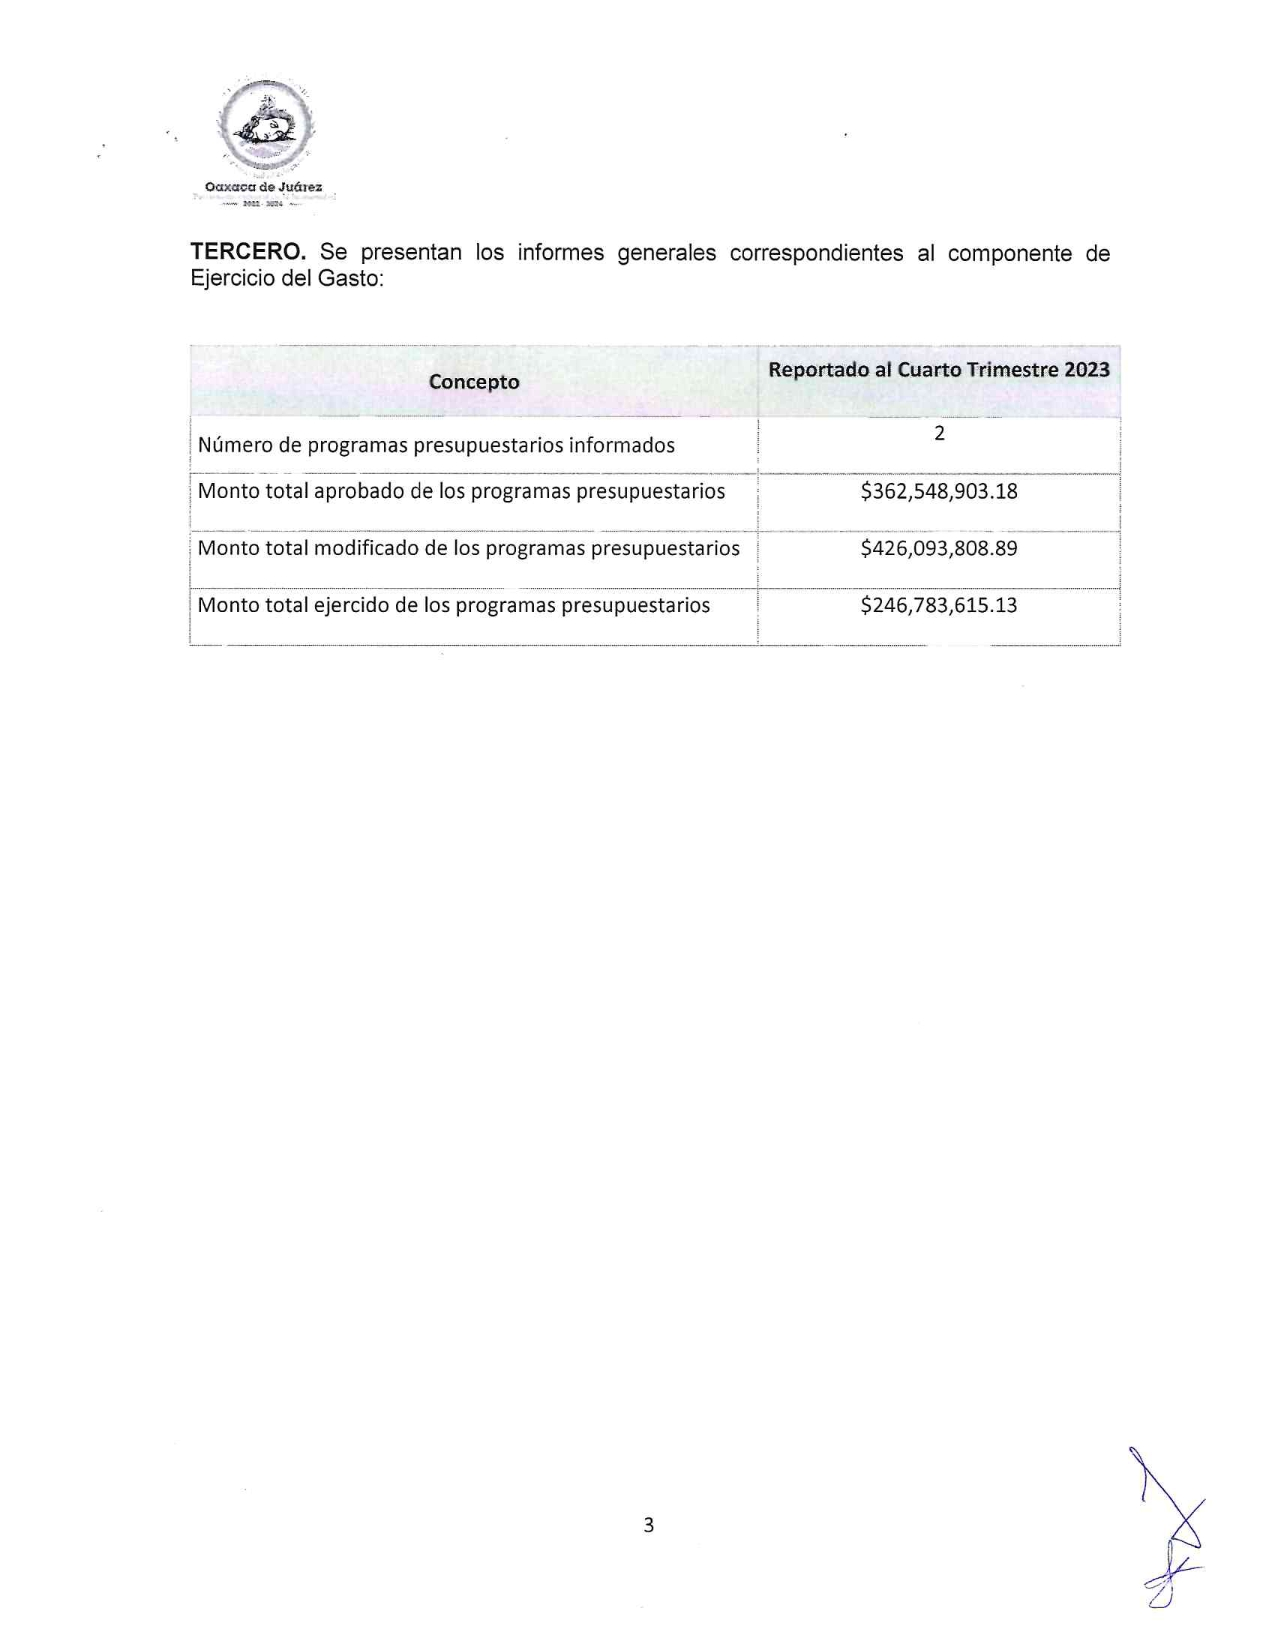 Oaxaca de Juárez
2022 - 2024
TERCERO. Se presentan los informes generales correspondientes al componente de
Ejercicio del Gasto:
Concepto
Reportado al Cuarto Trimestre 2023
Número de programas presupuestarios informados
2
Monto total aprobado de los programas presupuestarios
$362,548,903.18
Monto total modificado de los programas presupuestarios
$426,093,808.89
Monto total ejercido de los programas presupuestarios
$246,783,615.13
3